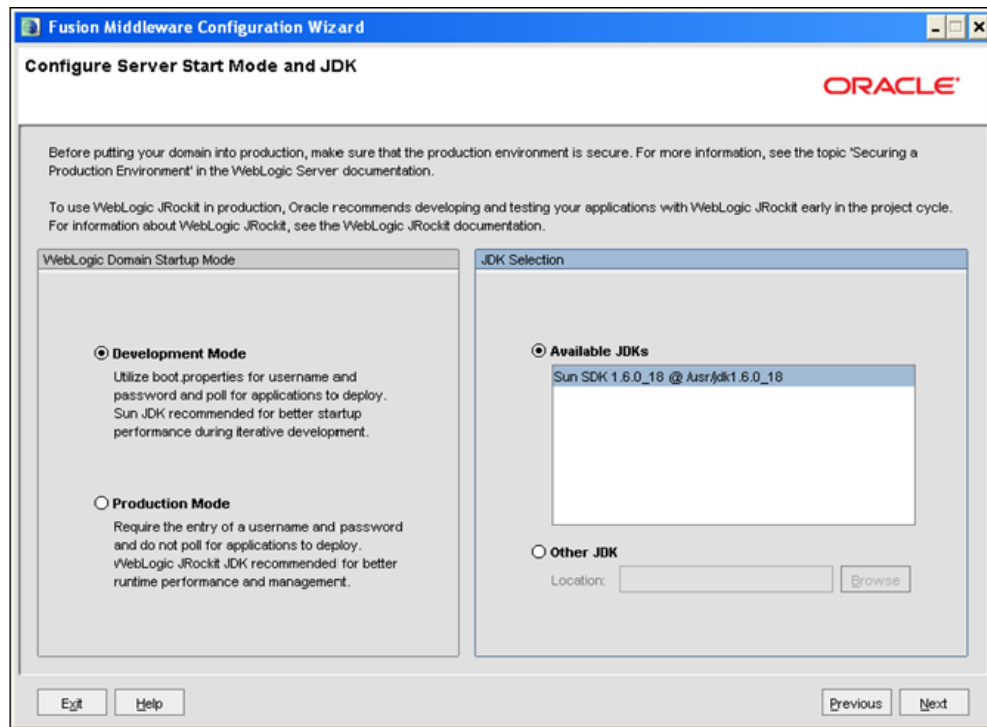 Fusion Middleware Configuration Wizard
Configure Server Start Mode and JDK
ORACLE
Before putting your domain into production, make sure that the production environment is secure. For more information, see the topic 'Securing a
Production Environment' in the WebLogic Server documentation.
To use WebLogic JRockit in production, Oracle recommends developing and testing your applications with WebLogic JRockit early in the project cycle.
For information about WebLogic JRockit, see the WebLogic JRockit documentation.
WebLogic Domain Startup Mode
Development Mode
Utilize boot.properties for username and
password and poll for applications to deploy.
Sun JDK recommended for better startup
performance during iterative development.
Production Mode
Require the entry of a username and password
and do not poll for applications to deploy.
WebLogic JRockit JDK recommended for better
runtime performance and management.
JDK Selection
Available JDKs
Sun SDK 1.6.0_18 @ /usr/jdk1.6.0_18
Other JDK
Location:
Browse
Exit
Help
Previous
Next